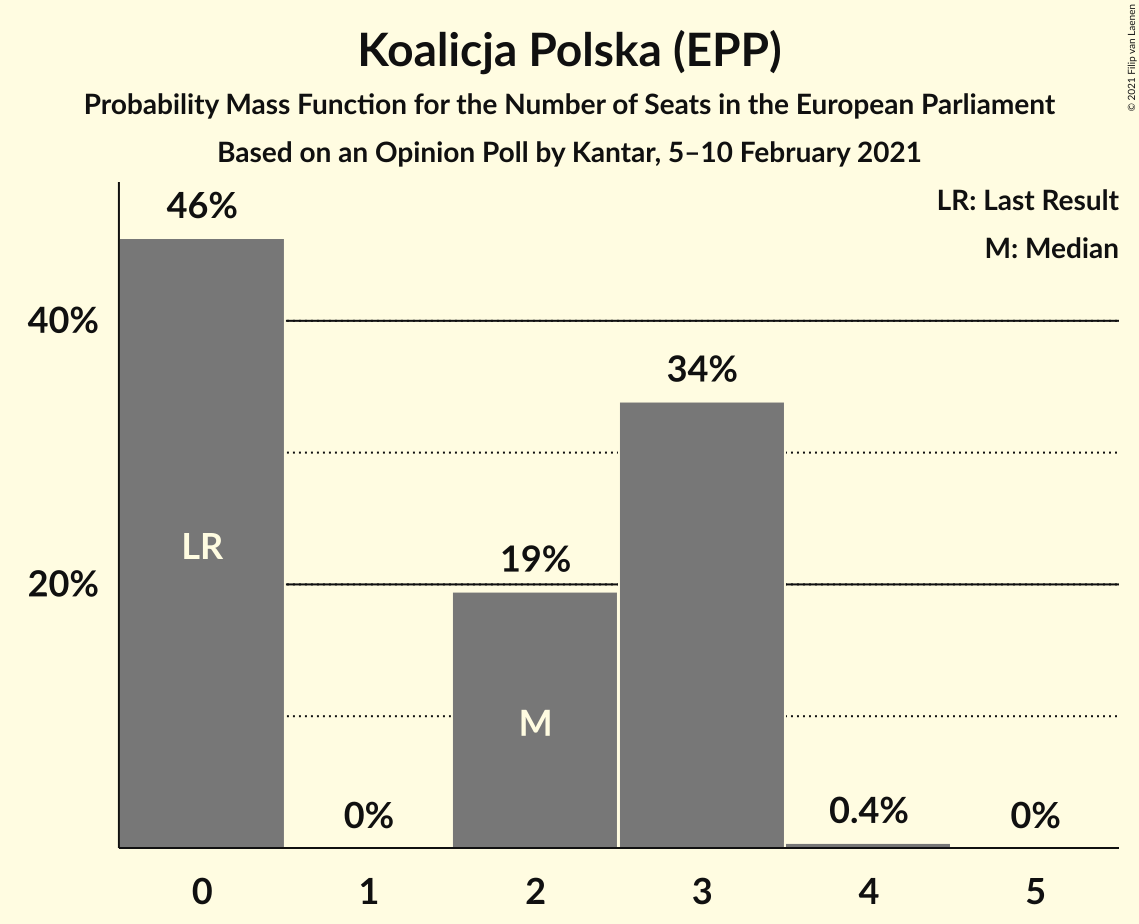 Koalicja Polska (EPP)
Probability Mass Function for the Number of Seats in the European Parliament
Based on an Opinion Poll by Kantar, 5–10 February 2021
© 2021 Filip van Laenen
LR: Last Result
M: Median
46%
40%
34%
20%
19%
LR
M
0%
0.4%
0%
0 1 2 3 4 5